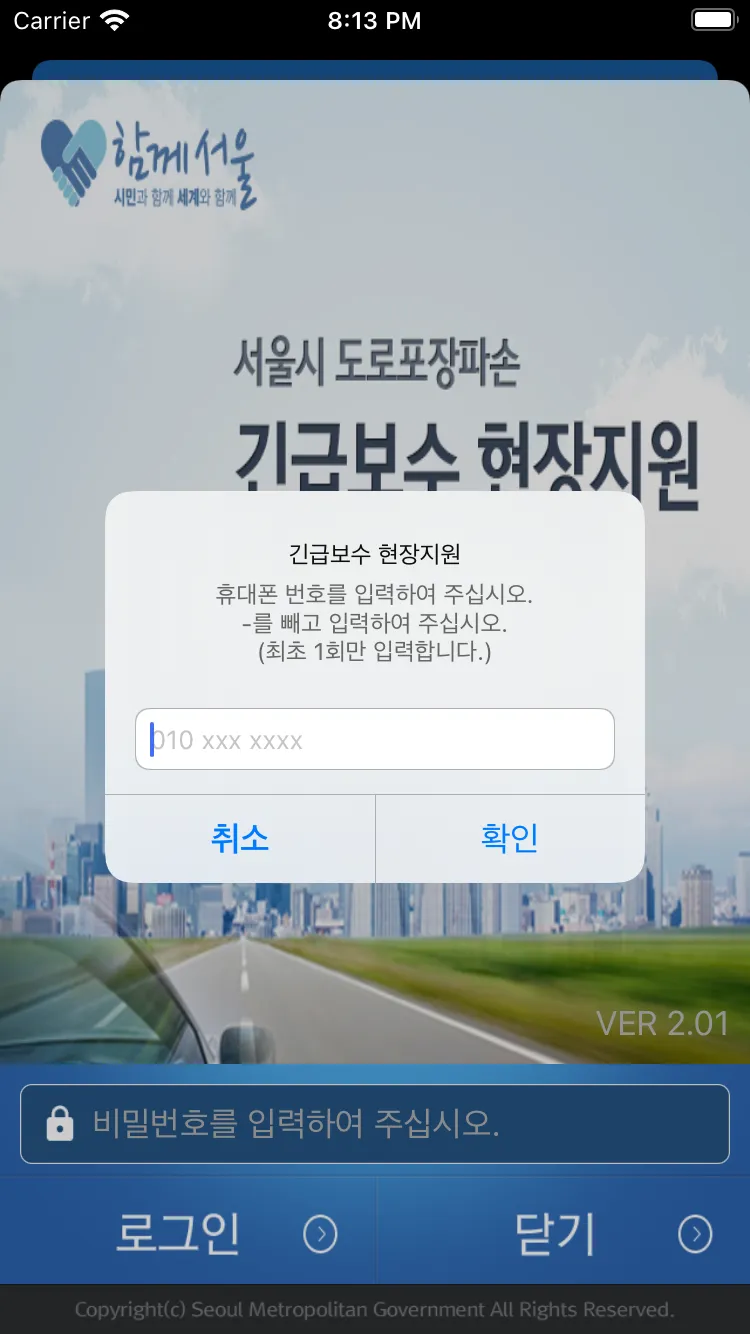 Carrier
8:13 PM
함께서울
시민과 함께 세계와 함께
서울시 도로포장파손
긴급보수 현장지원
긴급보수 현장지원
휴대폰 번호를 입력하여 주십시오.
-를 빼고 입력하여 주십시오.
(최초 1회만 입력합니다.)
010 xxx xxxx
취소
확인
VER 2.01
비밀번호를 입력하여 주십시오.
로그인
닫기
Copyright(c) Seoul Metropolitan Government All Rights Reserved.